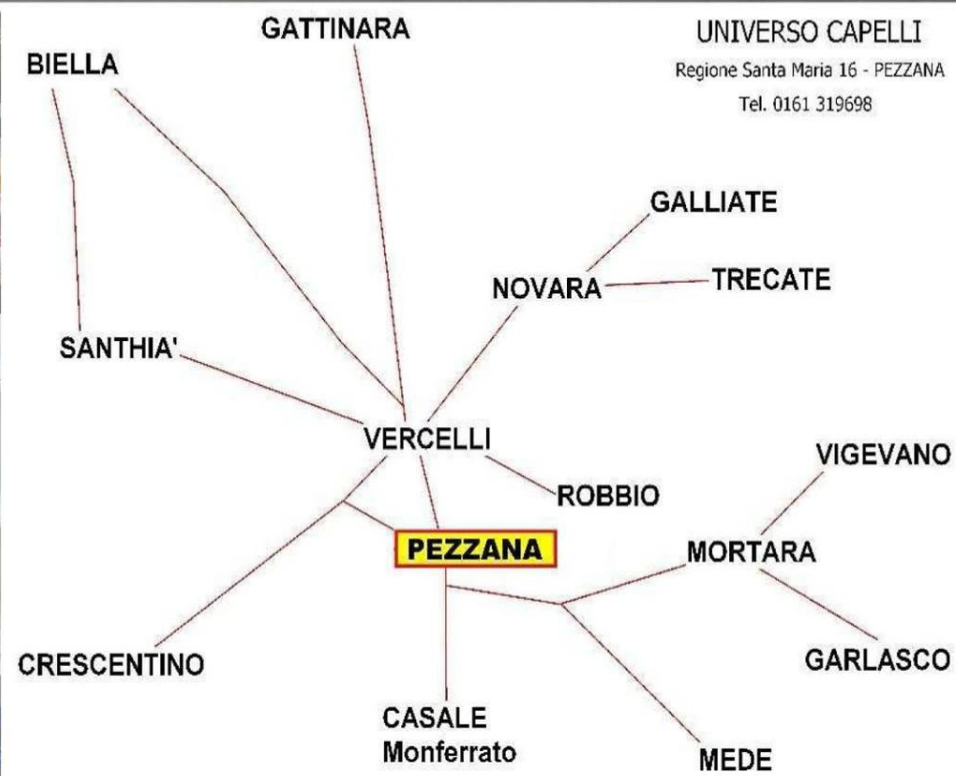 GATTINARA
UNIVERSO CAPELLI
BIELLA
Regione Santa Maria 16 - PEZZANA
Tel. 0161 319698
GALLIATE
NOVARA
TRECATE
SANTHIA'
VERCELLI
VIGEVANO
ROBBIO
PEZZANA
MORTARA
CRESCENTINO
GARLASCO
CASALE
Monferrato
MEDE